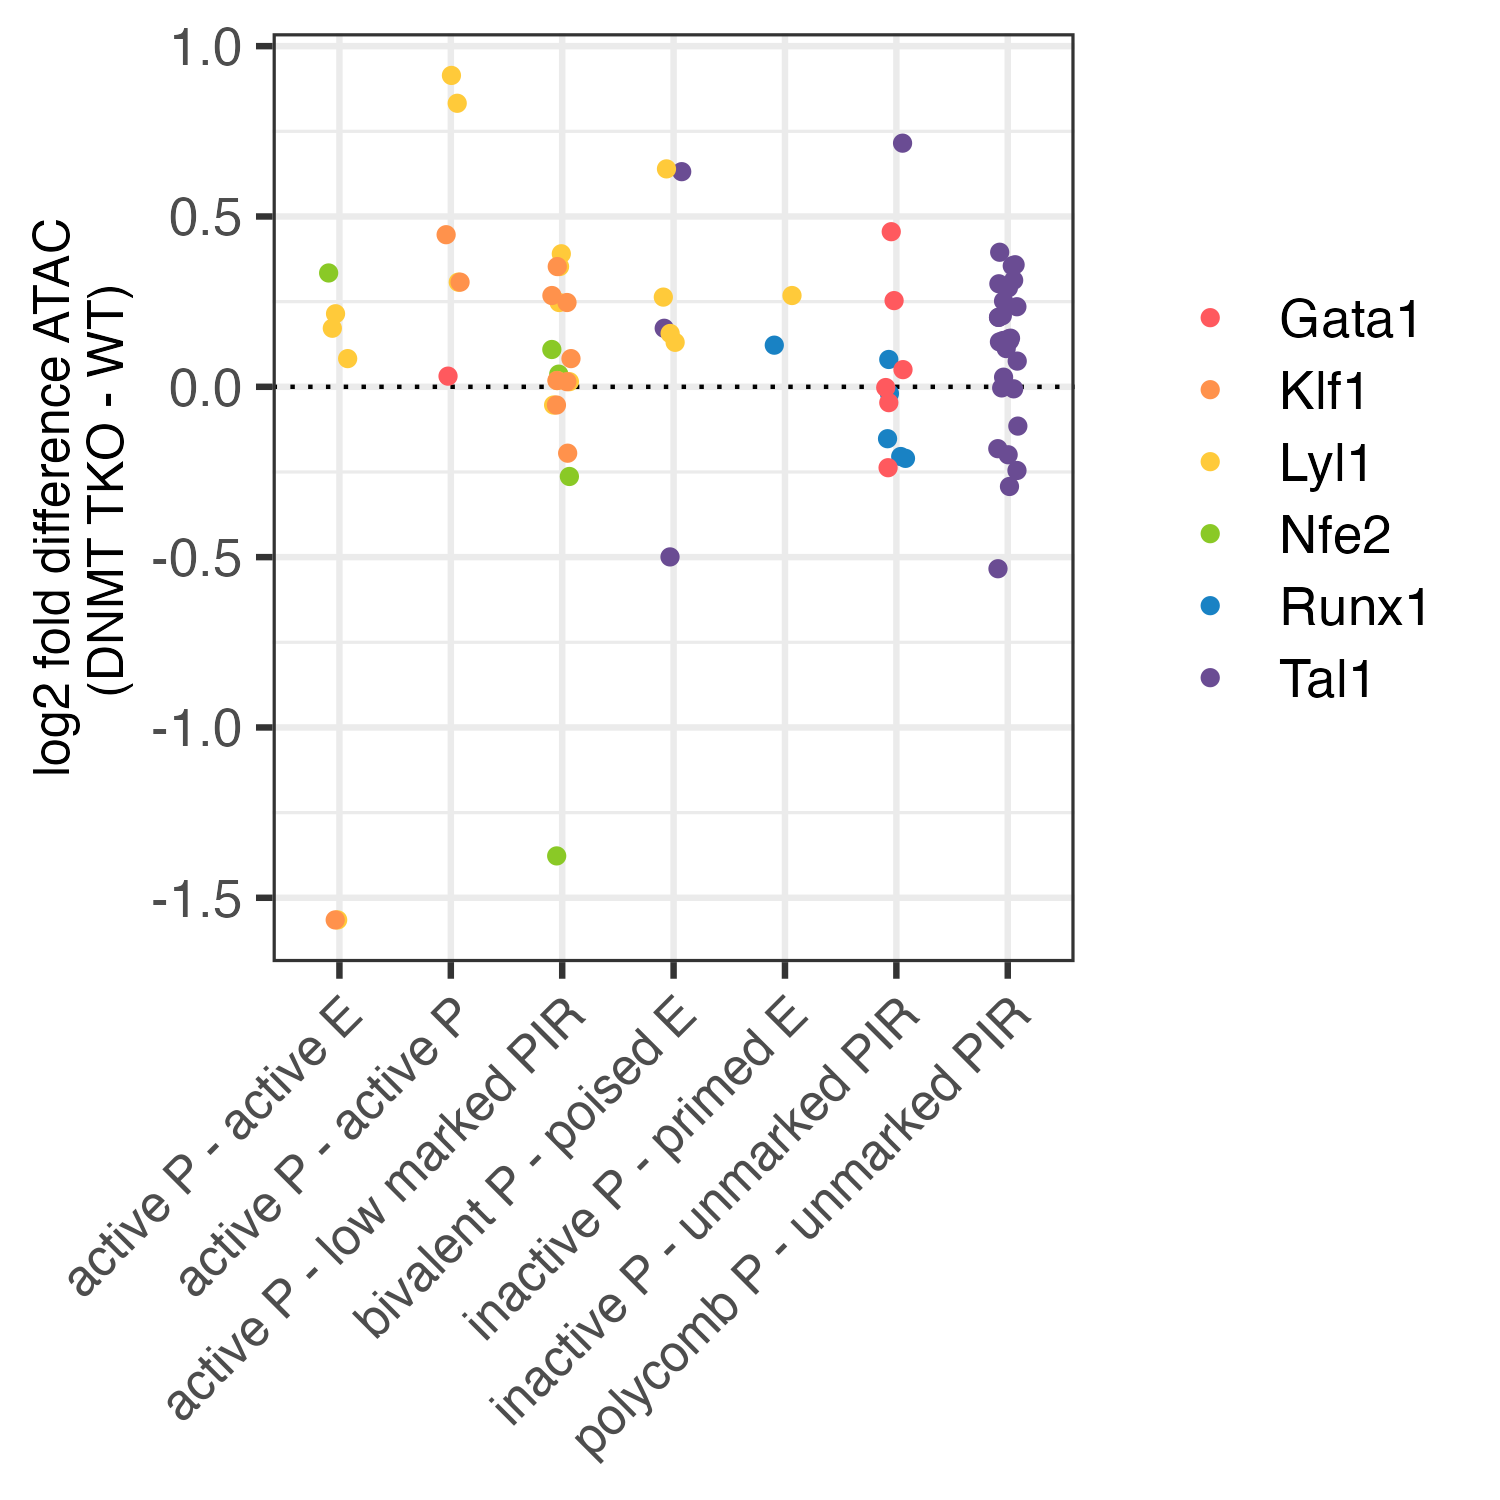 log2 fold difference ATAC
(DNMT TKO - WT)
1.0
0.5
0.0
-0.5
-1.0
-1.5
active P - active E
active P - active P
active P - low marked PIR
bivalent P - poised E
inactive P - primed E
inactive P - unmarked PIR
polycomb P - unmarked PIR
Gata1
Klf1
Lyl1
Nfe2
Runx1
Tal1